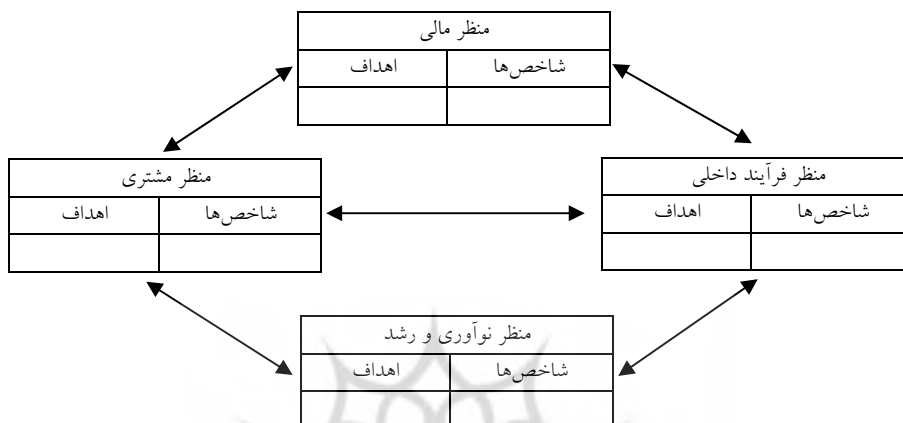 منظر مالی
شاخص‌ها اهداف
منظر فرآیند داخلی
شاخص‌ها اهداف
منظر مشتری
شاخص‌ها اهداف
منظر نوآوری و رشد
شاخص‌ها اهداف